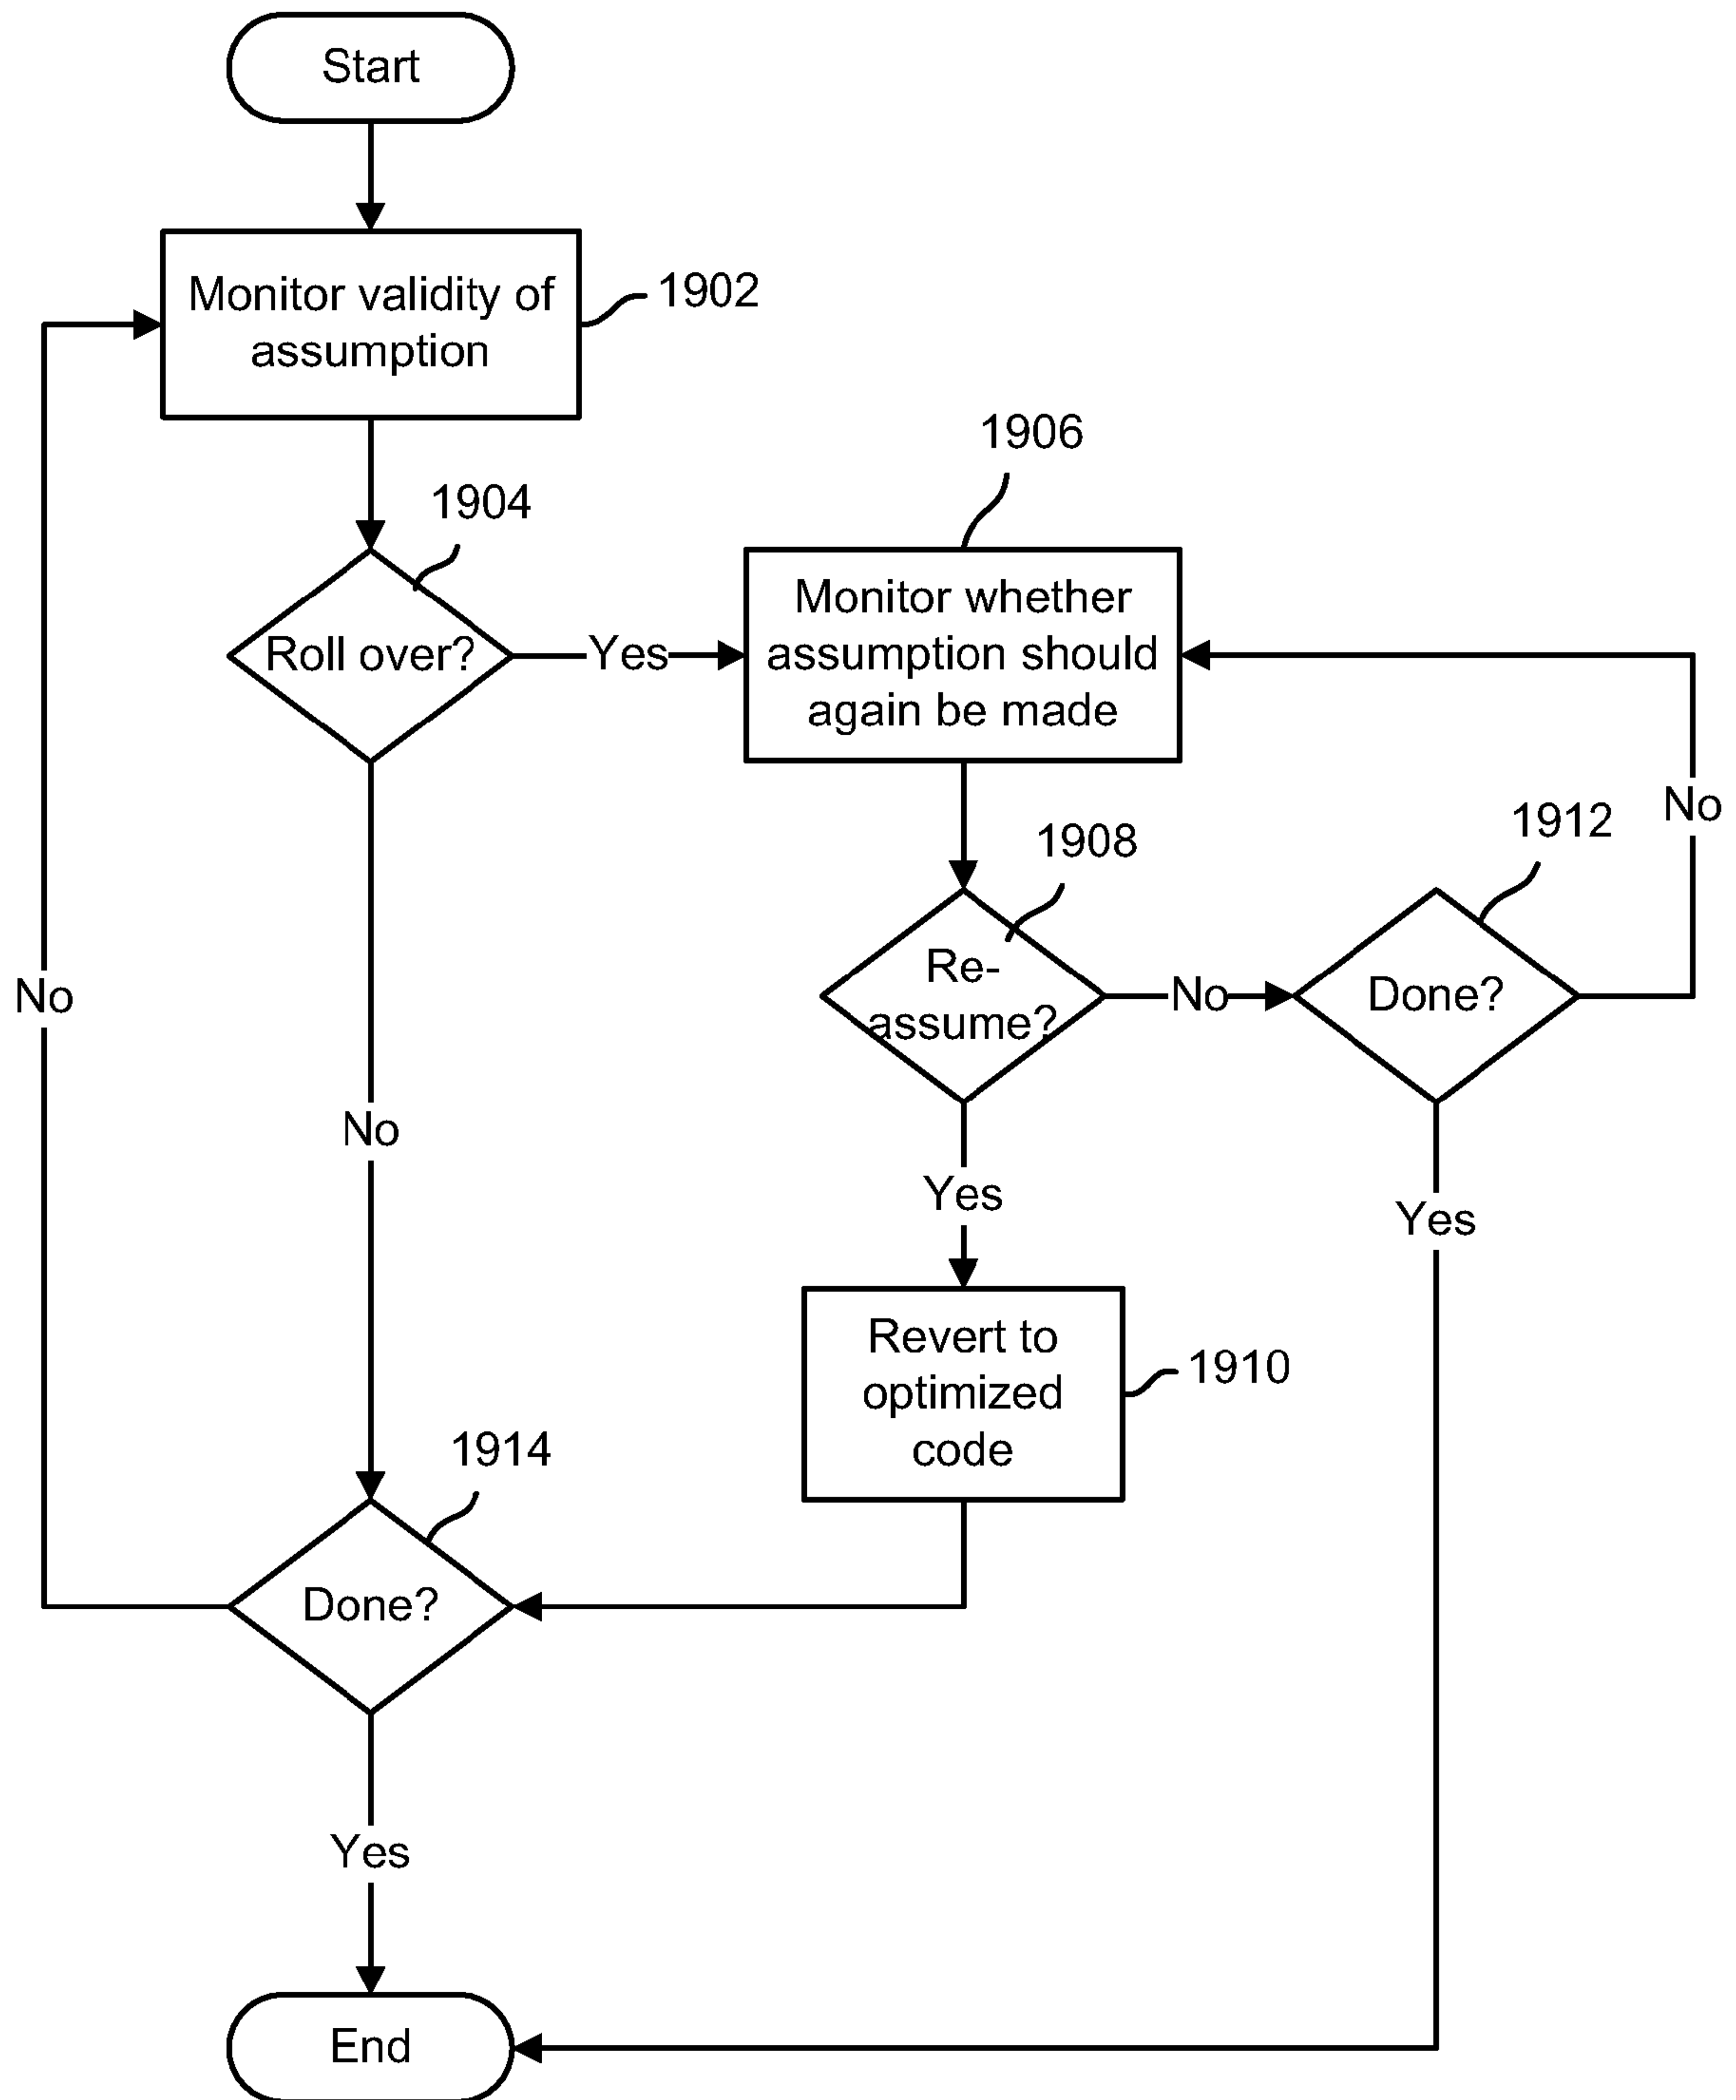 Start
Monitor validity of
assumption
1902
1904
Roll over?
Yes
1906
Monitor whether
assumption should
again be made
No
1908
1912
Re-
assume?
No
Done?
No
No
Yes
Yes
Revert to
optimized
code
1910
1914
Done?
Yes
End